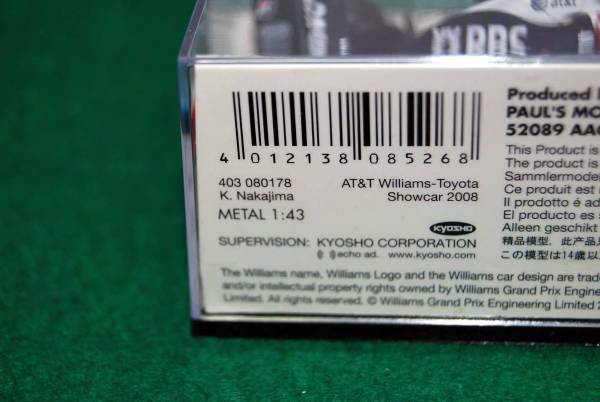 at&t
RBS
4 012138 085268
403 080178 AT&T Williams-Toyota
K. Nakajima Showcar 2008
METAL 1:43
KYOSHO
SUPERVISION: KYOSHO CORPORATION
echo ad. www.kyosho.com
The Williams name, Williams Logo and the Williams car design are trad
and/or intellectual property rights owned by Williams Grand Prix Engineering
Limited. All rights reserved. © Williams Grand Prix Engineering Limited 2
Produced
PAUL'S MO
52089 AAC
This Product is
The product is
Sammlermode
Ce produit est
Il prodotto è ad
El producto es s
Alleen geschikt
精品模型，此产品
この模型は14歳以